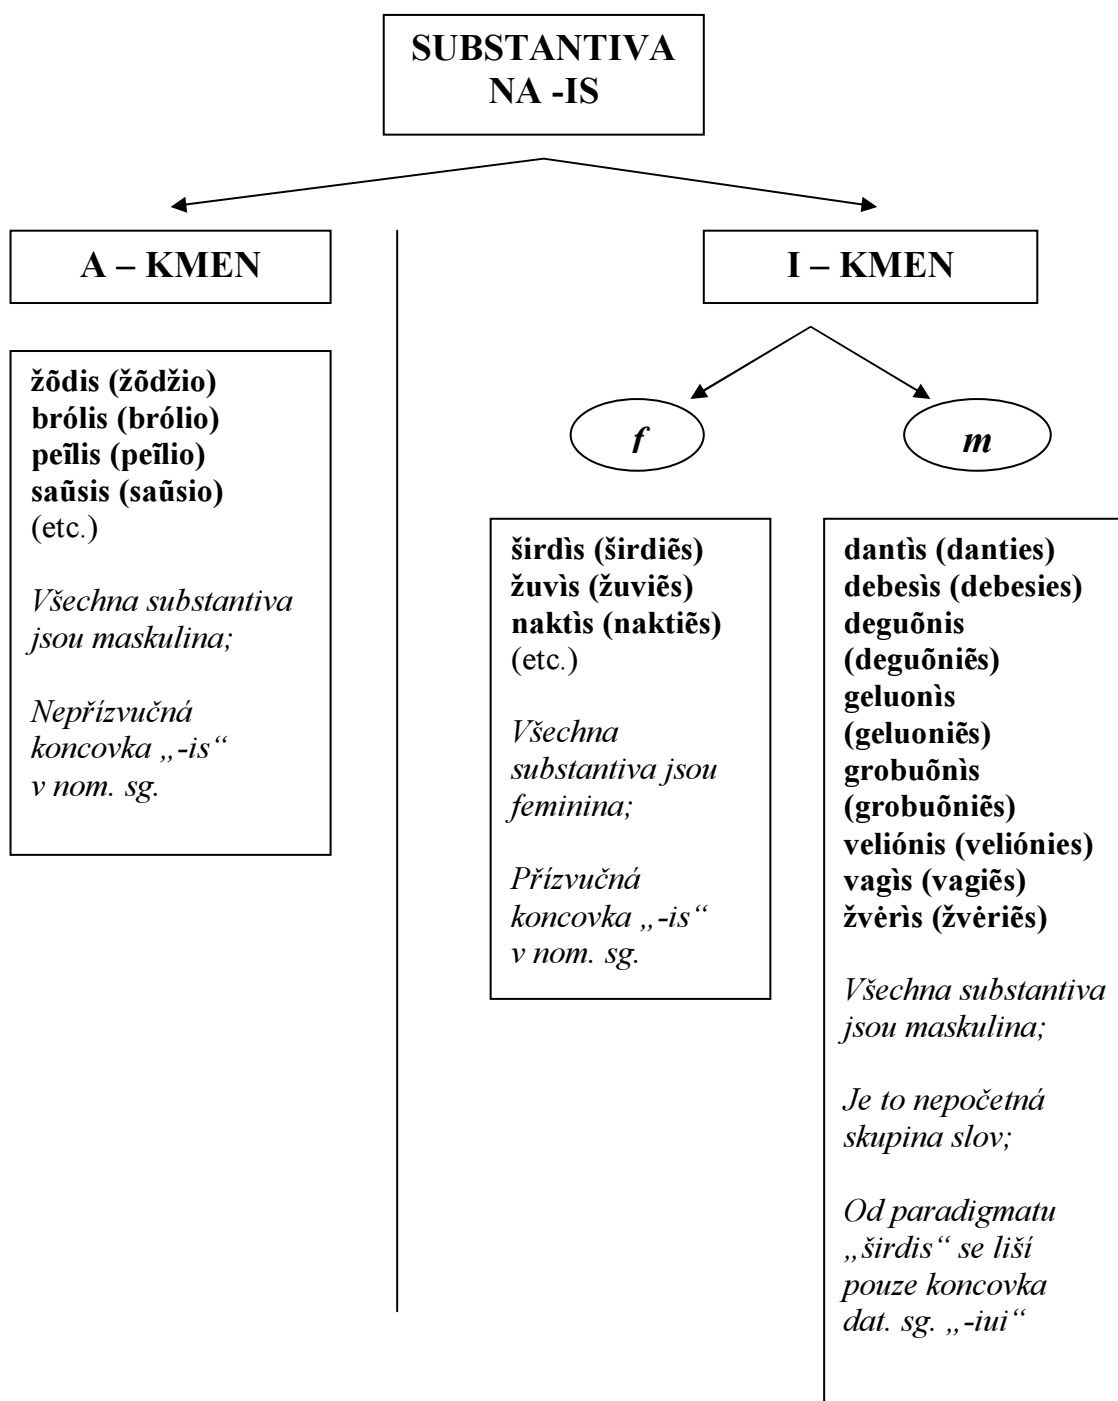 SUBSTANTIVA
NA -IS
A – KMEN
I – KMEN
žõdis (žõdžio)
brólis (brólio)
peĩlis (peĩlio)
saũsis (saũsio)
(etc.)
Všechna substantiva
jsou maskulina;
Nepřízvučná
koncovka „-is“
v nom. sg.
f
m
širdìs (širdiẽs)
žuvìs (žuviẽs)
naktìs (naktiẽs)
(etc.)
Všechna
substantiva jsou
feminina;
Přízvučná
koncovka „-is“
v nom. sg.
dantìs (danties)
debesìs (debesies)
deguõnis
(deguõniẽs)
geluonìs
(geluoniẽs)
grobuõnìs
(grobuõniẽs)
veliónis (veliónies)
vagìs (vagiẽs)
žvėrìs (žvėriẽs)
Všechna substantiva
jsou maskulina;
Je to nepočetná
skupina slov;
Od paradigmatu
„širdis“ se liší
pouze koncovka
dat. sg. „-iui“